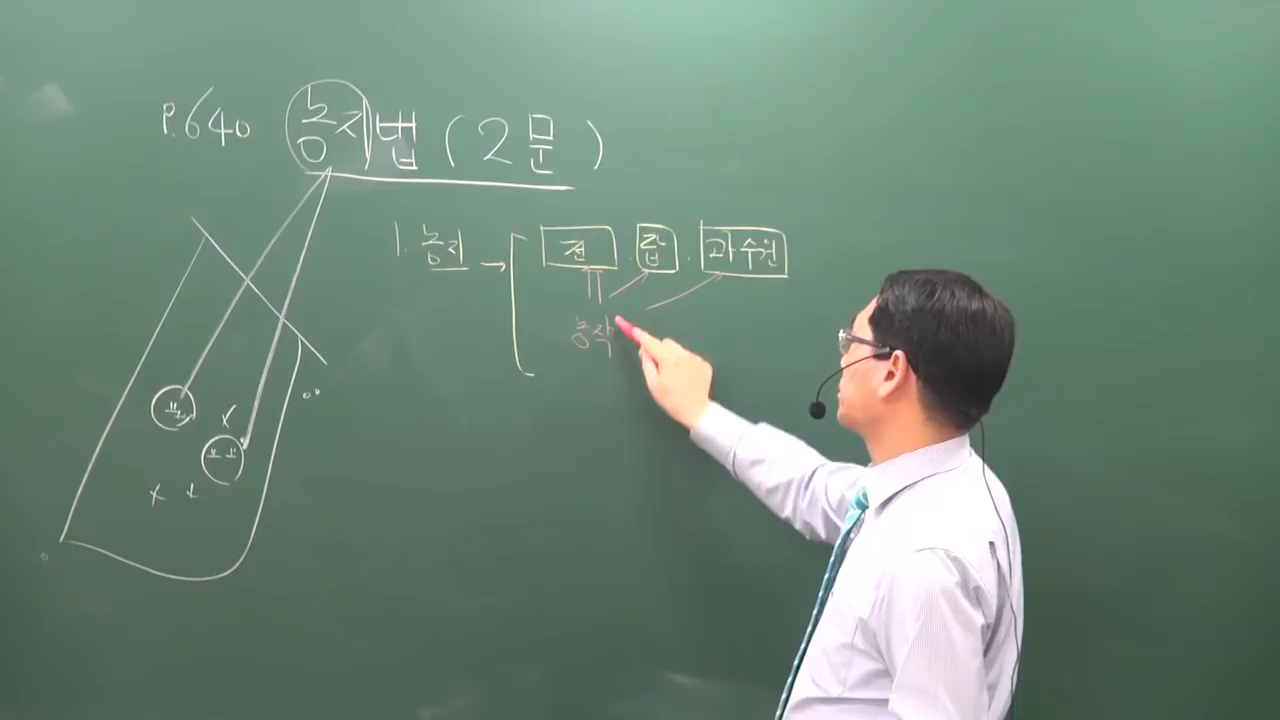 P.640 농지법 (2문)
1. 농지 → [ 전 . 답 . 과수원
농작